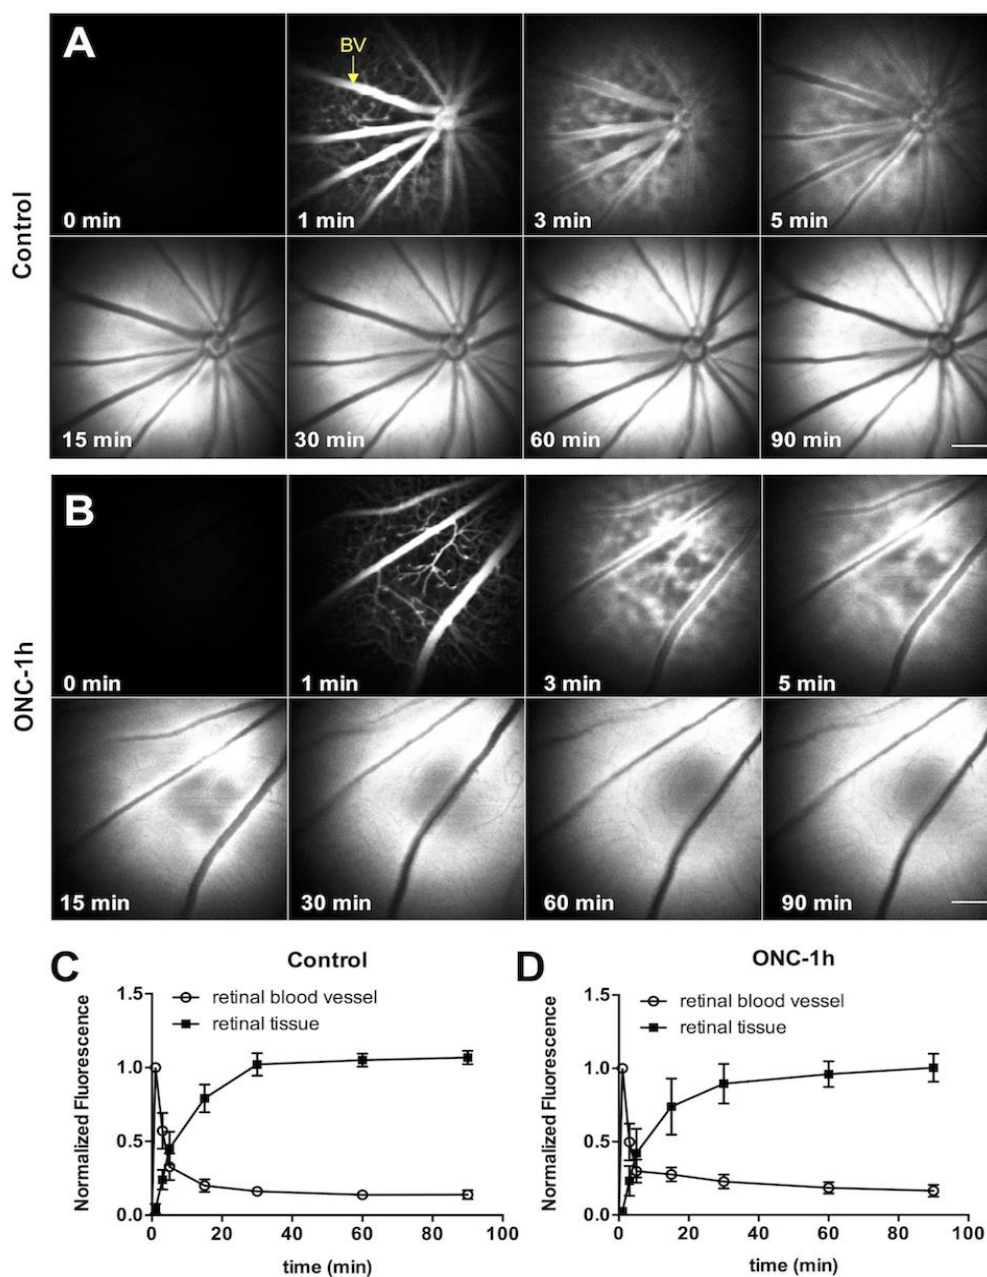 A
BV
Control
0 min
1 min
3 min
5 min
15 min
30 min
60 min
90 min
B
ONC-1h
0 min
1 min
3 min
5 min
15 min
30 min
60 min
90 min
C
Control
Normalized Fluorescence
1.5
1.0
0.5
0.0
retinal blood vessel
retinal tissue
0 20 40 60 80 100
time (min)
D
ONC-1h
Normalized Fluorescence
1.5
1.0
0.5
0.0
retinal blood vessel
retinal tissue
0 20 40 60 80 100
time (min)